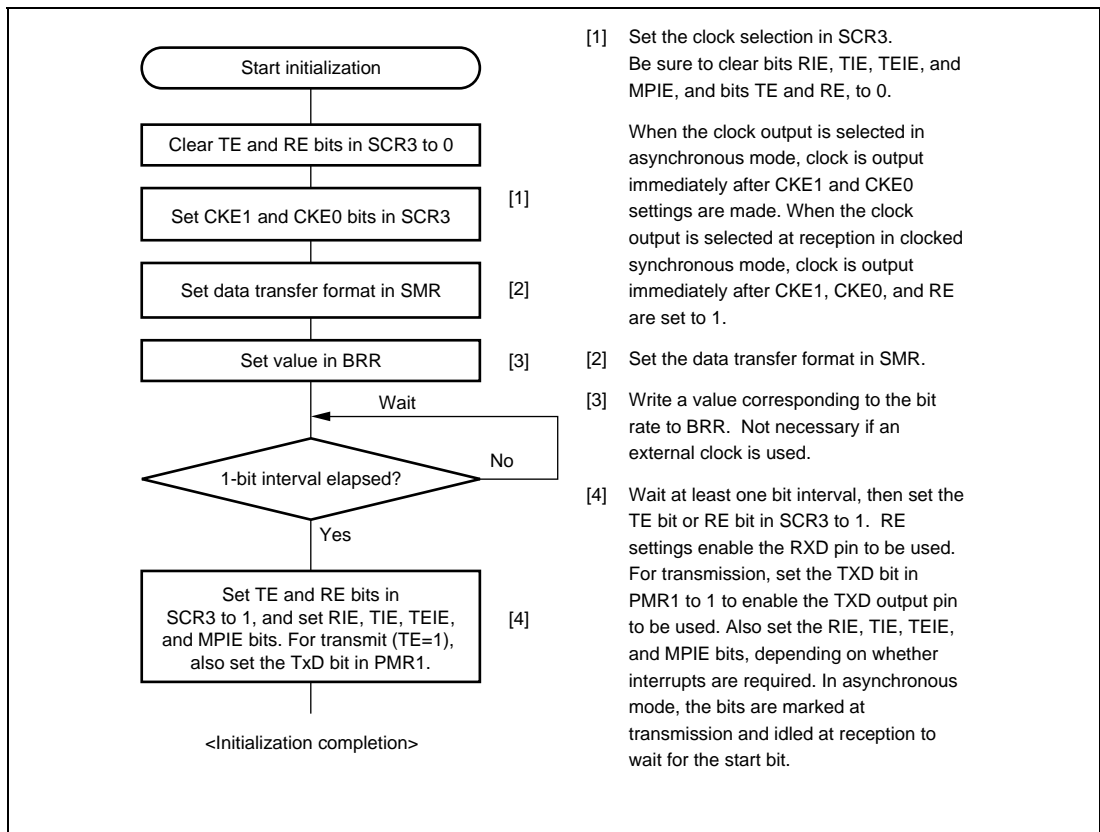 Start initialization
Clear TE and RE bits in SCR3 to 0
Set CKE1 and CKE0 bits in SCR3
[1]
Set data transfer format in SMR
[2]
Set value in BRR
[3]
Wait
1-bit interval elapsed?
No
Yes
Set TE and RE bits in
SCR3 to 1, and set RIE, TIE, TEIE,
and MPIE bits. For transmit (TE=1),
also set the TxD bit in PMR1.
[4]
<Initialization completion>
[1] Set the clock selection in SCR3.
Be sure to clear bits RIE, TIE, TEIE, and
MPIE, and bits TE and RE, to 0.
When the clock output is selected in
asynchronous mode, clock is output
immediately after CKE1 and CKE0
settings are made. When the clock
output is selected at reception in clocked
synchronous mode, clock is output
immediately after CKE1, CKE0, and RE
are set to 1.
[2] Set the data transfer format in SMR.
[3] Write a value corresponding to the bit
rate to BRR. Not necessary if an
external clock is used.
[4] Wait at least one bit interval, then set the
TE bit or RE bit in SCR3 to 1. RE
settings enable the RXD pin to be used.
For transmission, set the TXD bit in
PMR1 to 1 to enable the TXD output pin
to be used. Also set the RIE, TIE, TEIE,
and MPIE bits, depending on whether
interrupts are required. In asynchronous
mode, the bits are marked at
transmission and idled at reception to
wait for the start bit.